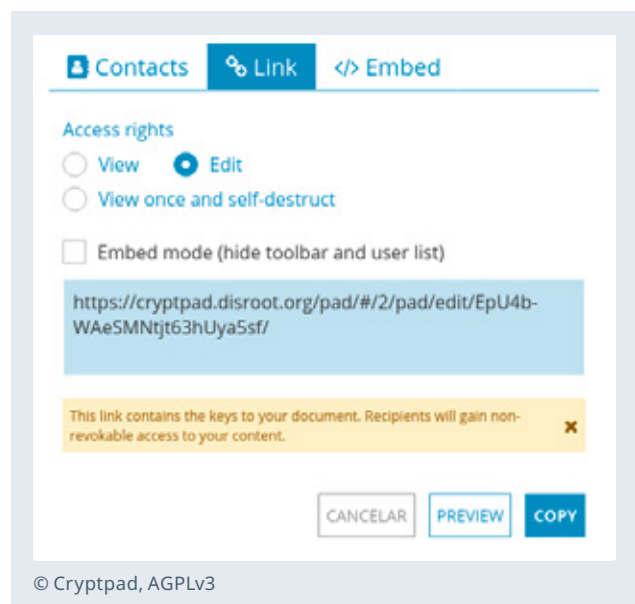 Contacts Link </> Embed
Access rights
View Edit
View once and self-destruct
Embed mode (hide toolbar and user list)
https://cryptpad.disroot.org/pad/#/2/pad/edit/EpU4b-
WAeSMNtjt63hUya5sf/
This link contains the keys to your document. Recipients will gain non-
revokable access to your content.
CANCELAR PREVIEW COPY
© Cryptpad, AGPLv3